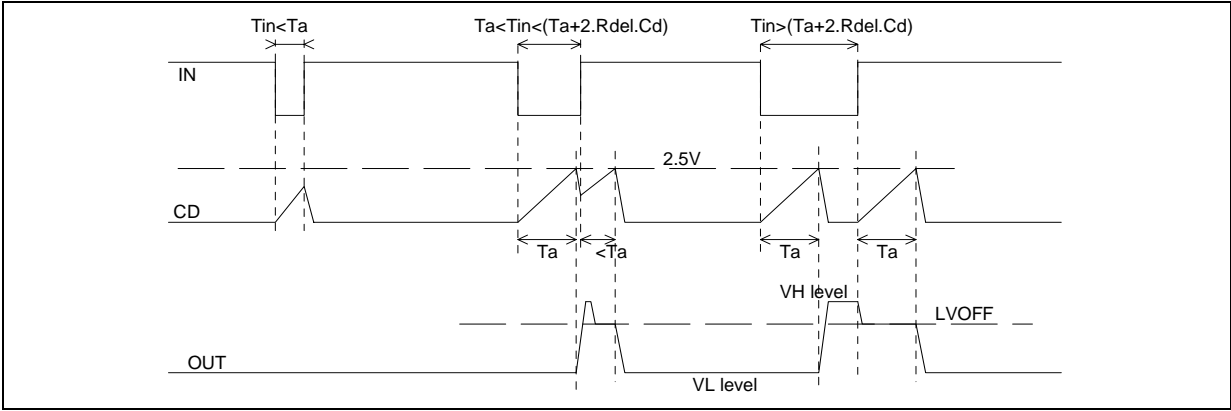 Tin<Ta
Ta<Tin<(Ta+2.Rdel.Cd)
Tin>(Ta+2.Rdel.Cd)
IN
2.5V
CD
Ta
<Ta
Ta
Ta
VH level
LVOFF
OUT
VL level